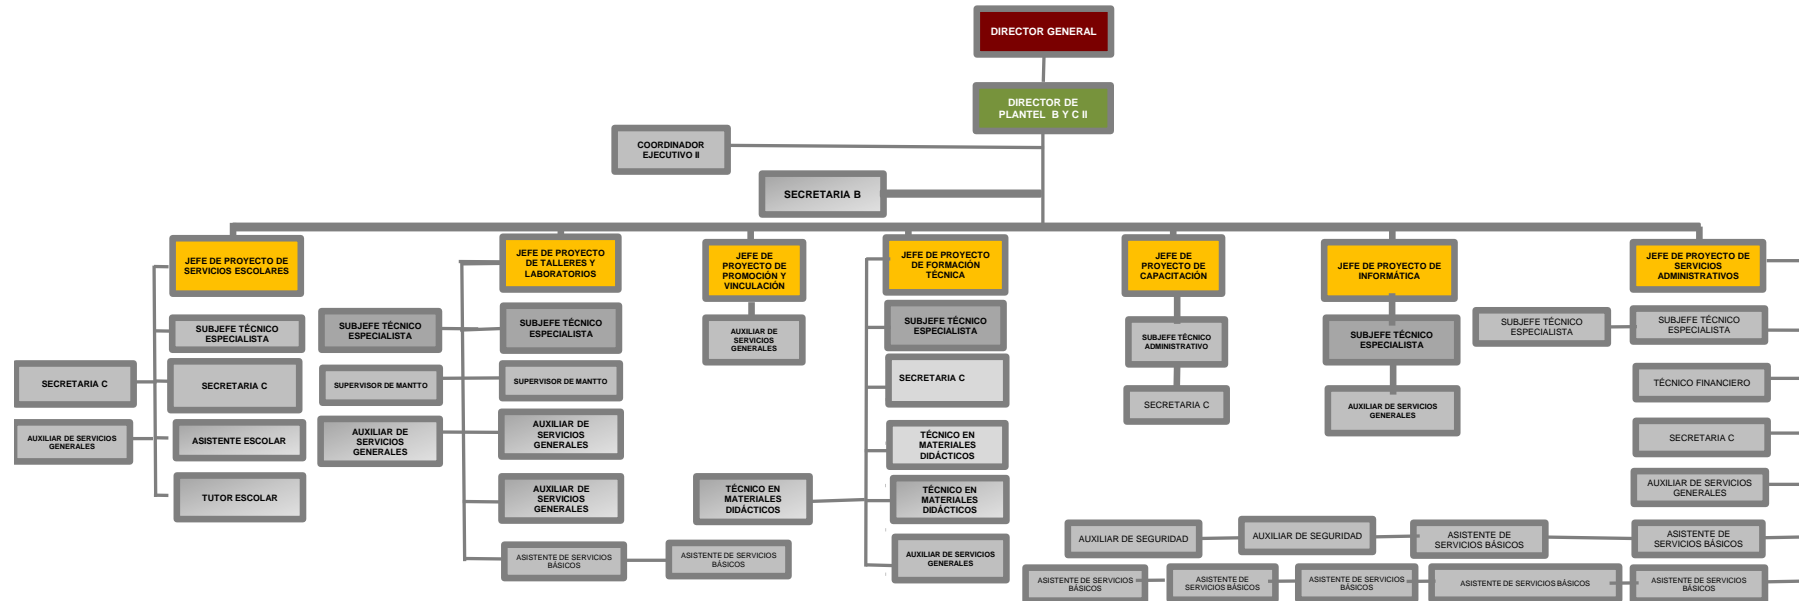 DIRECTOR GENERAL
DIRECTOR DE
PLANTEL B Y C II
COORDINADOR
EJECUTIVO II
SECRETARIA B
JEFE DE PROYECTO DE
SERVICIOS ESCOLARES
SUBJEFE TÉCNICO
ESPECIALISTA
SECRETARIA C
SECRETARIA C
AUXILIAR DE SERVICIOS
GENERALES
ASISTENTE ESCOLAR
TUTOR ESCOLAR
JEFE DE PROYECTO
DE TALLERES Y
LABORATORIOS
SUBJEFE TÉCNICO
ESPECIALISTA
SUBJEFE TÉCNICO
ESPECIALISTA
SUPERVISOR DE MANTTO
SUPERVISOR DE MANTTO
AUXILIAR DE
SERVICIOS
GENERALES
AUXILIAR DE
SERVICIOS
GENERALES
AUXILIAR DE
SERVICIOS
GENERALES
ASISTENTE DE SERVICIOS
BÁSICOS
ASISTENTE DE SERVICIOS
BÁSICOS
JEFE DE
PROYECTO DE
PROMOCIÓN Y
VINCULACIÓN
AUXILIAR DE
SERVICIOS
GENERALES
JEFE DE PROYECTO
DE FORMACIÓN
TÉCNICA
SUBJEFE TÉCNICO
ESPECIALISTA
SECRETARIA C
TÉCNICO EN
MATERIALES
DIDÁCTICOS
TÉCNICO EN
MATERIALES
DIDÁCTICOS
TÉCNICO EN
MATERIALES
DIDÁCTICOS
AUXILIAR DE SERVICIOS
GENERALES
JEFE DE
PROYECTO DE
CAPACITACIÓN
SUBJEFE TÉCNICO
ADMINISTRATIVO
SECRETARIA C
JEFE DE PROYECTO DE
INFORMÁTICA
SUBJEFE TÉCNICO
ESPECIALISTA
AUXILIAR DE SERVICIOS
GENERALES
JEFE DE PROYECTO DE
SERVICIOS
ADMINISTRATIVOS
SUBJEFE TÉCNICO
ESPECIALISTA
SUBJEFE TÉCNICO
ESPECIALISTA
TÉCNICO FINANCIERO
SECRETARIA C
AUXILIAR DE SERVICIOS
GENERALES
AUXILIAR DE SEGURIDAD
AUXILIAR DE SEGURIDAD
ASISTENTE DE
SERVICIOS BÁSICOS
ASISTENTE DE
SERVICIOS BÁSICOS
ASISTENTE DE SERVICIOS
BÁSICOS
ASISTENTE DE
SERVICIOS BÁSICOS
ASISTENTE DE SERVICIOS
BÁSICOS
ASISTENTE DE SERVICIOS BÁSICOS
ASISTENTE DE SERVICIOS
BÁSICOS